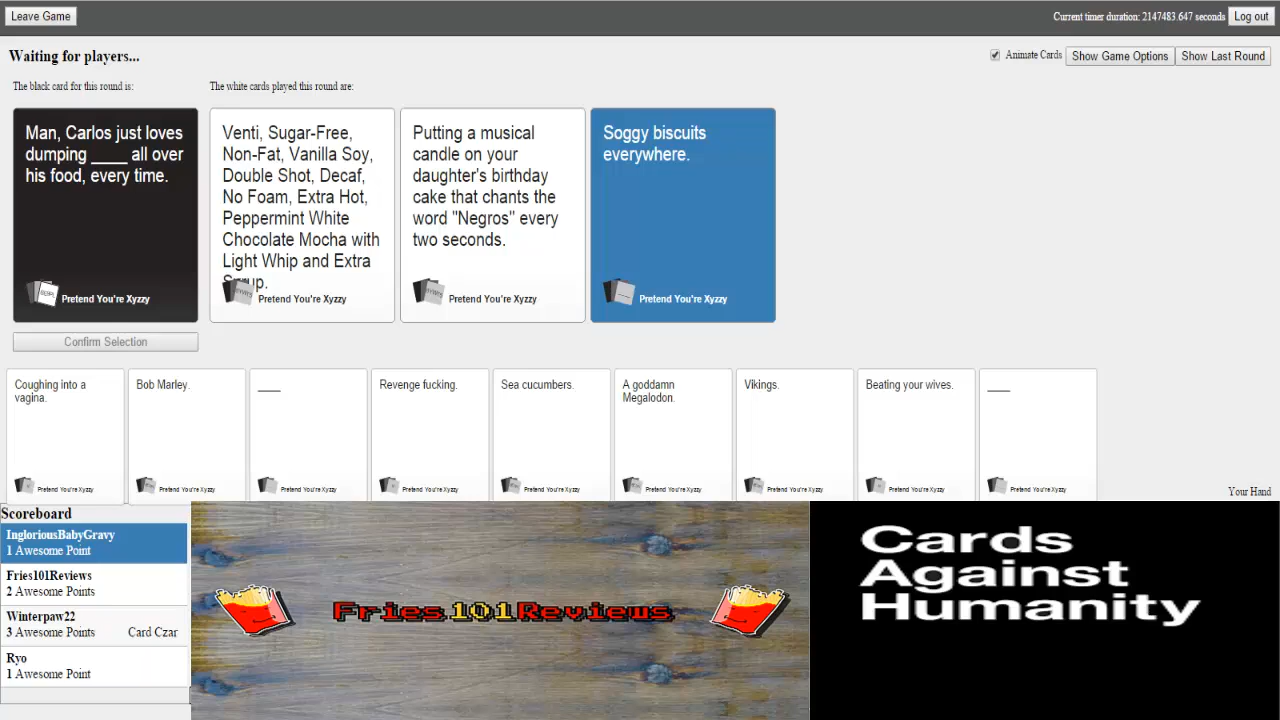 Leave Game
Current timer duration: 2147483.647 seconds
Log out
Waiting for players...
Animate Cards
Show Game Options
Show Last Round
The black card for this round is:
The white cards played this round are:
Man, Carlos just loves
dumping ____ all over
his food, every time.
Pretend You're Xyzzy
Venti, Sugar-Free,
Non-Fat, Vanilla Soy,
Double Shot, Decaf,
No Foam, Extra Hot,
Peppermint White
Chocolate Mocha with
Light Whip and Extra
Syrup.
Pretend You're Xyzzy
Putting a musical
candle on your
daughter's birthday
cake that chants the
word "Negros" every
two seconds.
Pretend You're Xyzzy
Soggy biscuits
everywhere.
Pretend You're Xyzzy
Confirm Selection
Coughing into a
vagina.
Pretend You're Xyzzy
Bob Marley.
Pretend You're Xyzzy
____
Pretend You're Xyzzy
Revenge fucking.
Pretend You're Xyzzy
Sea cucumbers.
Pretend You're Xyzzy
A goddamn
Megalodon.
Pretend You're Xyzzy
Vikings.
Pretend You're Xyzzy
Beating your wives.
Pretend You're Xyzzy
____
Pretend You're Xyzzy
Your Hand
Scoreboard
IngloriousBabyGravy
1 Awesome Point
Fries101Reviews
2 Awesome Points
Winterpaw22
3 Awesome Points Card Czar
Ryo
1 Awesome Point
Fries101Reviews
Cards
Against
Humanity